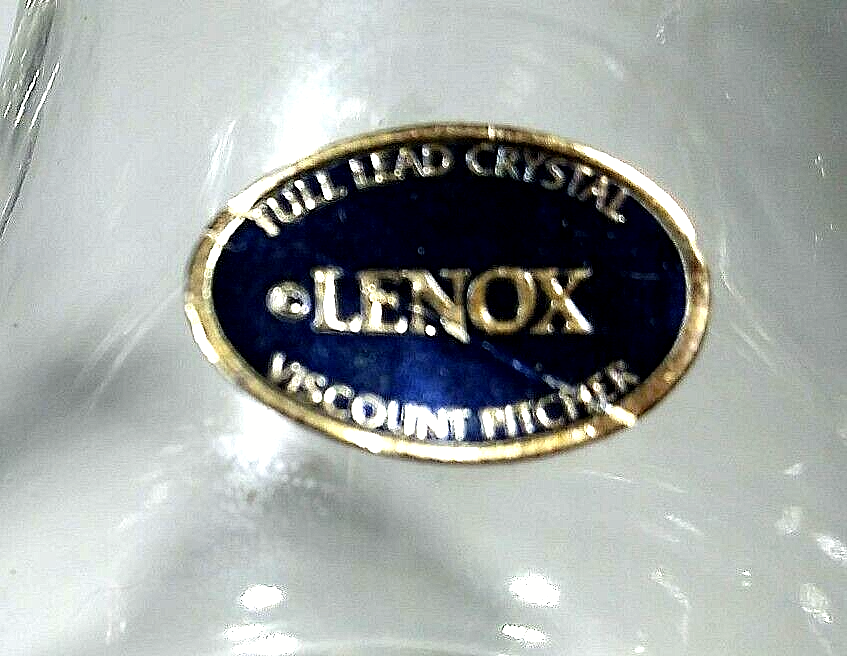 FULL LEAD CRYSTAL
© LENOX
VISCOUNT PITCHER